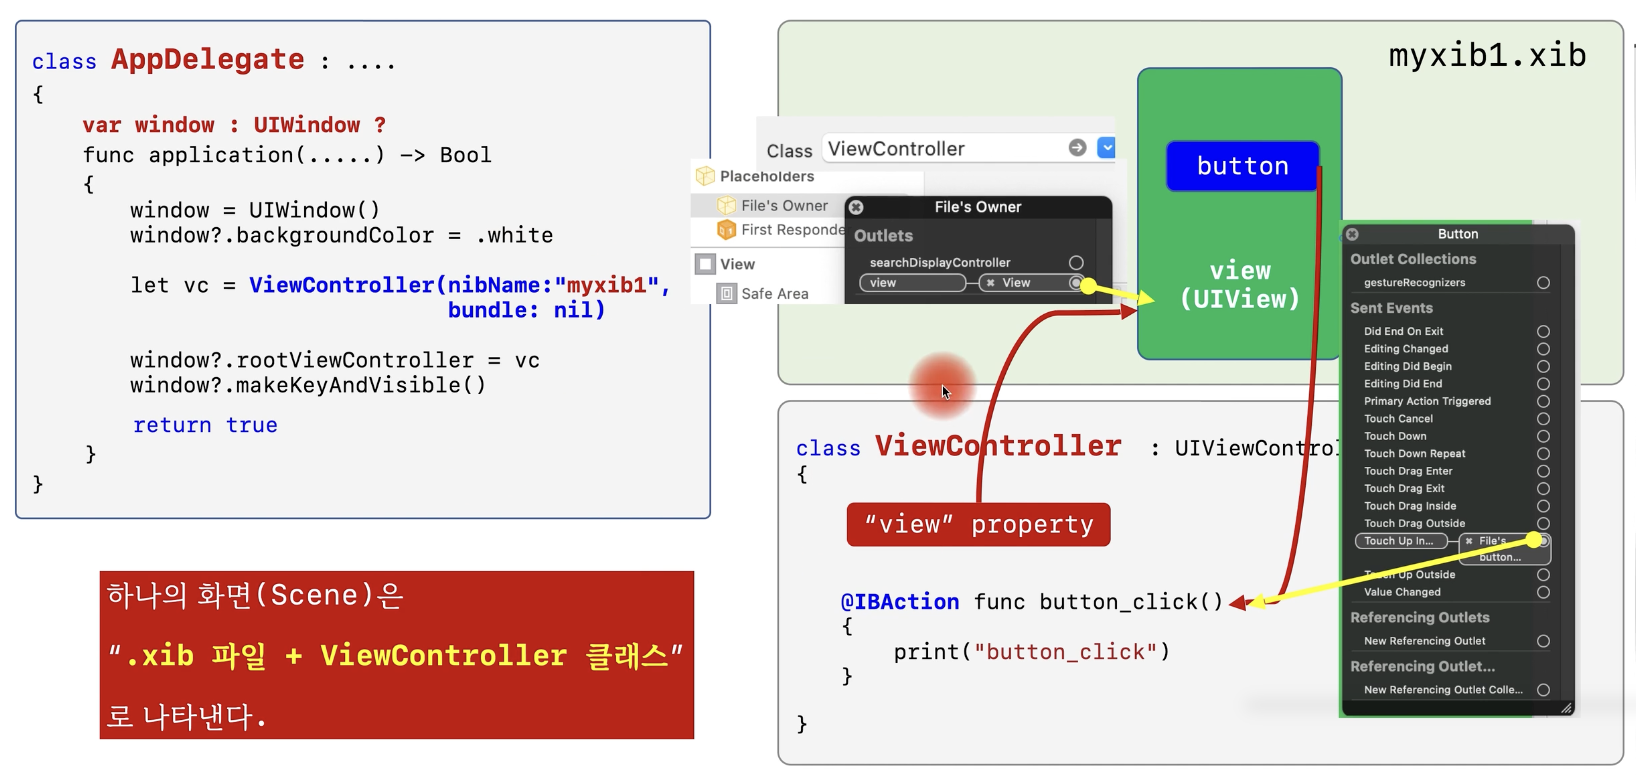 class AppDelegate : ....
{
var window : UIWindow ?
func application(.....) -> Bool
{
window = UIWindow()
window?.backgroundColor = .white
let vc = ViewController(nibName:"myxib1",
bundle: nil)
window?.rootViewController = vc
window?.makeKeyAndVisible()
return true
}
}
하나의 화면(Scene)은
“.xib 파일 + ViewController 클래스”
로 나타낸다.
myxib1.xib
Class ViewController
Placeholders
File's Owner
First Responde
View
Safe Area
File's Owner
Outlets
searchDisplayController
view
View
button
view
(UIView)
class ViewController : UIViewControl
{
“view” property
@IBAction func button_click()
{
print("button_click")
}
}
Button
Outlet Collections
gestureRecognizers
Sent Events
Did End On Exit
Editing Changed
Editing Did Begin
Editing Did End
Primary Action Triggered
Touch Cancel
Touch Down
Touch Down Repeat
Touch Drag Enter
Touch Drag Exit
Touch Drag Inside
Touch Drag Outside
Touch Up In...
File's
button...
Touch Up Outside
Value Changed
Referencing Outlets
New Referencing Outlet
Referencing Outlet...
New Referencing Outlet Colle...